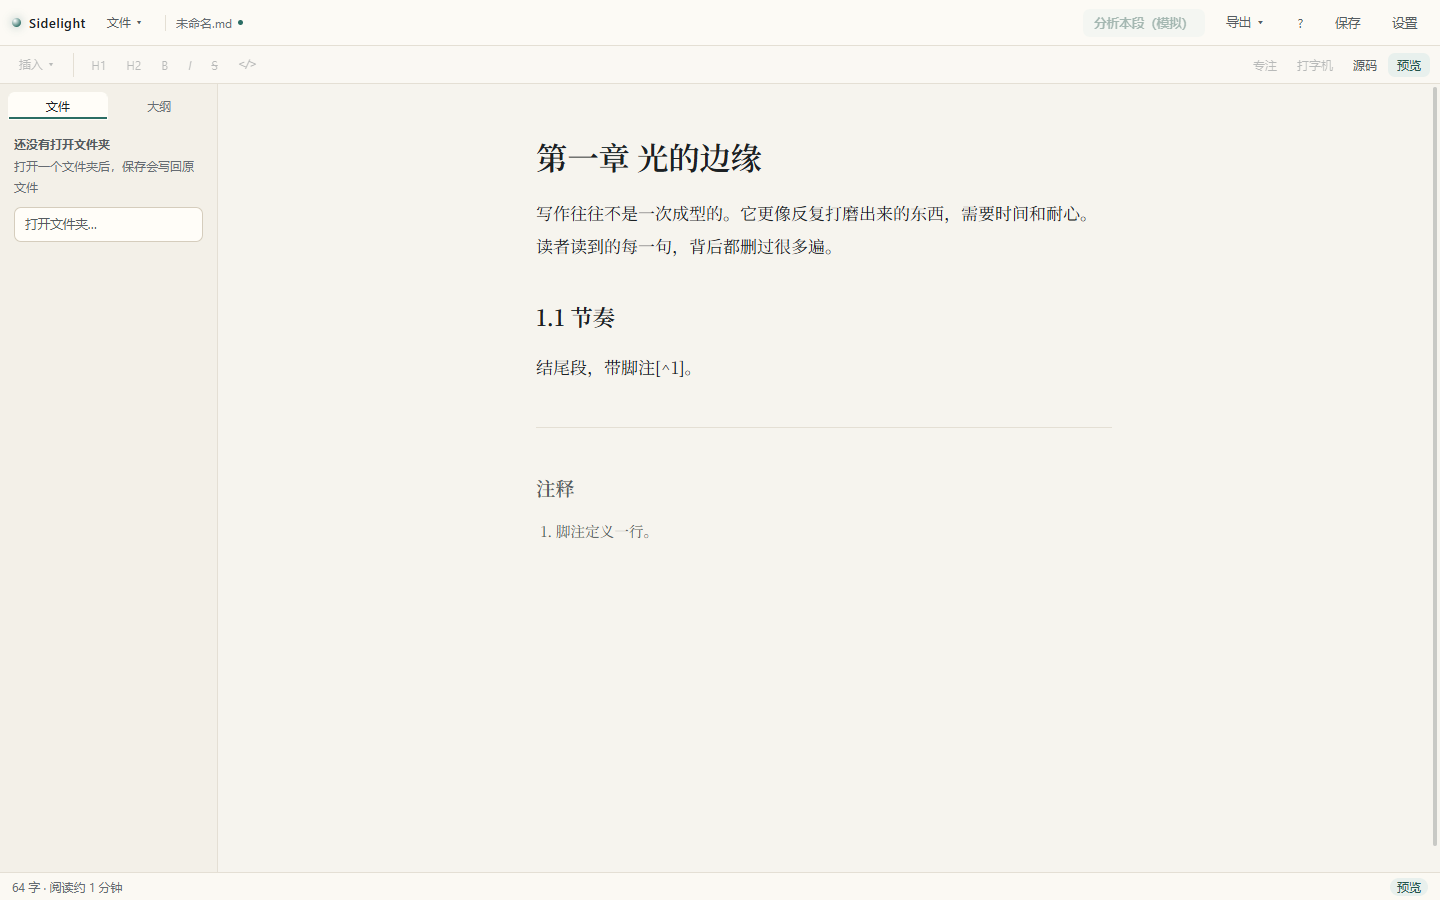 Sidelight 文件 未命名.md 分析本段（模拟） 导出 ? 保存 设置
插入 H1 H2 B I S </> 专注 打字机 源码 预览
文件 大纲
还没有打开文件夹
打开一个文件夹后，保存会写回原
文件
打开文件夹...
第一章 光的边缘
写作往往不是一次成型的。它更像反复打磨出来的东西，需要时间和耐心。
读者读到的每一句，背后都删过很多遍。
1.1 节奏
结尾段，带脚注[^1]。
注释
1. 脚注定义一行。
64 字 · 阅读约 1 分钟 预览